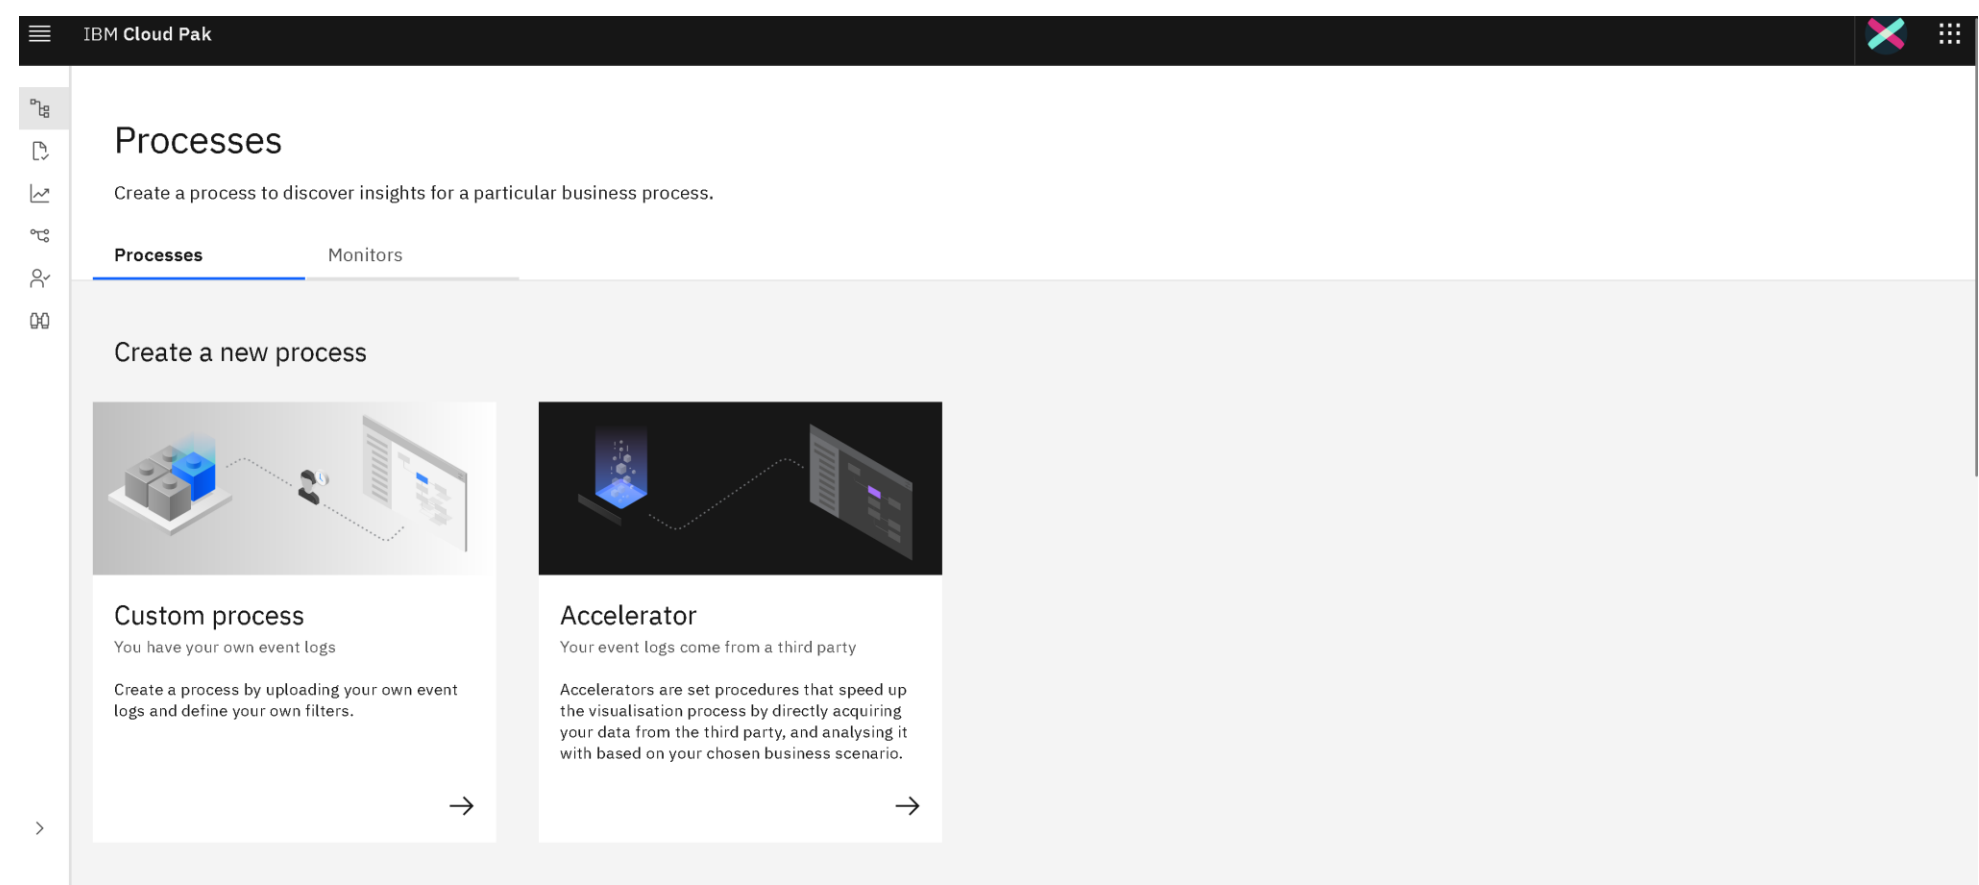 IBM Cloud Pak
Processes
Create a process to discover insights for a particular business process.
Processes
Monitors
Create a new process
Custom process
You have your own event logs
Create a process by uploading your own event
logs and define your own filters.
Accelerator
Your event logs come from a third party
Accelerators are set procedures that speed up
the visualisation process by directly acquiring
your data from the third party, and analysing it
with based on your chosen business scenario.